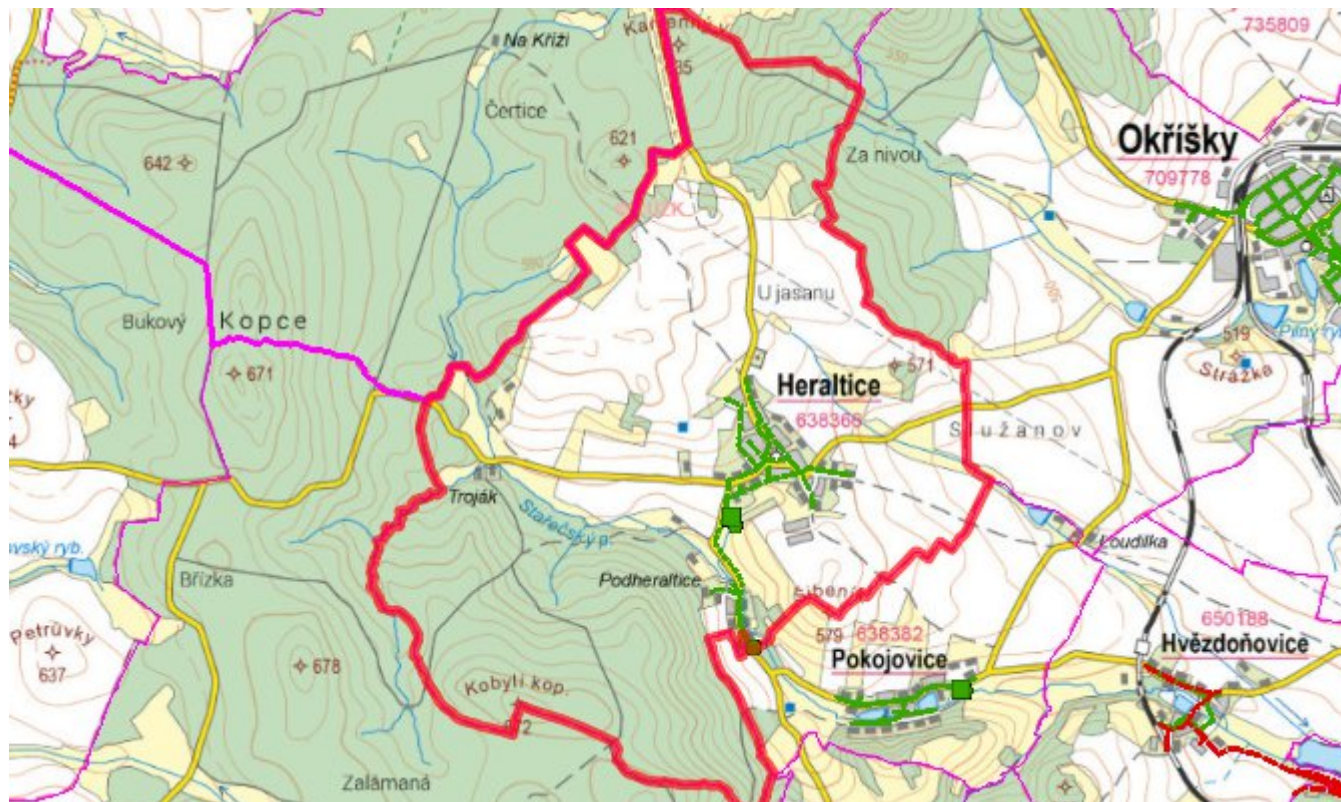 735809
Na Kříži
Čertice
Okříšky
709778
621
Za nivou
642
U jasanu
Bukový
Kopce
519
Strážka
671
571
Heraltice
638366
Služanov
Troják
Stařečský p.
Loudilka
Břízka
Podheraltice
650188
Petrůvky
637
579
638382
Hvězdoňovice
Pokojovice
678
Kobylí kop.
Zalámaná